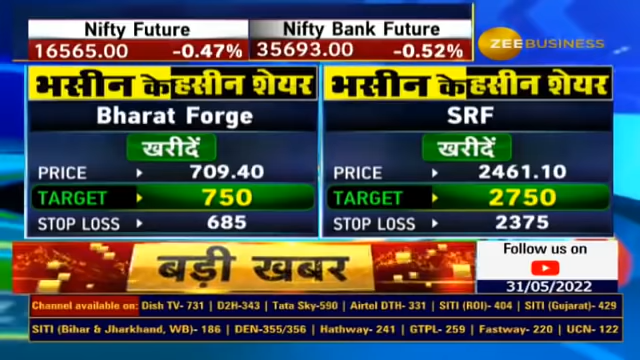 Nifty Future
16565.00 -0.47%
Nifty Bank Future
35693.00 -0.52%
ZEE BUSINESS
भसीन के हसीन शेयर
Bharat Forge
खरीदें
PRICE 709.40
TARGET 750
STOP LOSS 685
भसीन के हसीन शेयर
SRF
खरीदें
PRICE 2461.10
TARGET 2750
STOP LOSS 2375
बड़ी खबर
Follow us on
31/05/2022
Channel available on: Dish TV- 731 | D2H-343 | Tata Sky-590 | Airtel DTH- 331 | SITI (ROI)- 404 | SITI (Gujarat)- 429
SITI (Bihar & Jharkhand, WB)- 186 | DEN-355/356 | Hathway- 241 | GTPL- 259 | Fastway- 220 | UCN- 122